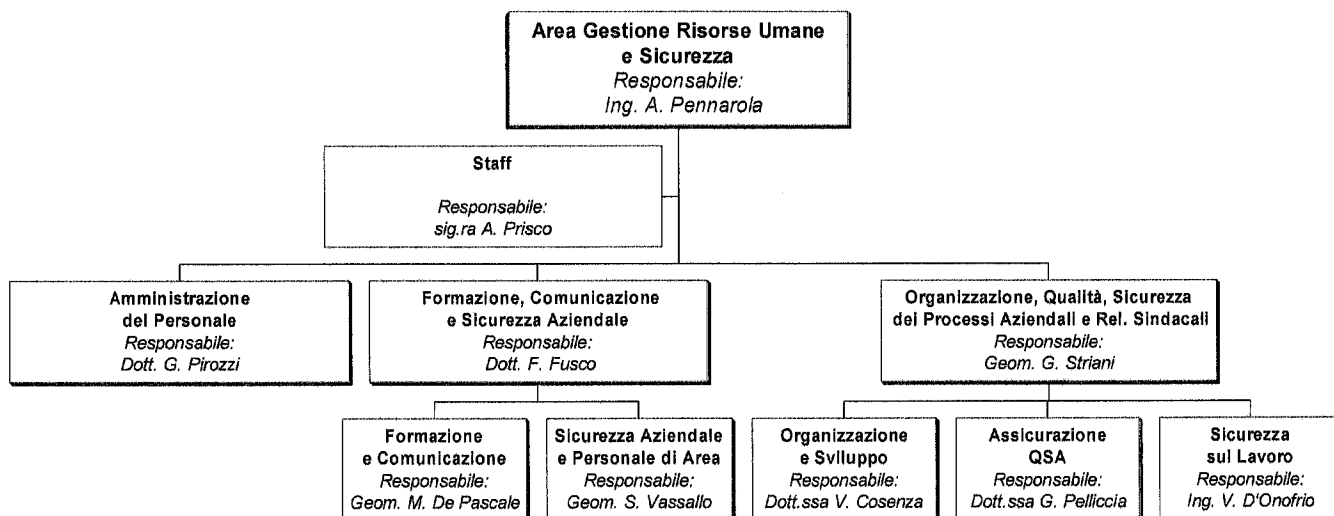 Area Gestione Risorse Umane
e Sicurezza
Responsabile:
Ing. A. Pennarola
Staff
Responsabile:
sig.ra A. Prisco
Amministrazione
del Personale
Responsabile:
Dott. G. Pirozzi
Formazione, Comunicazione
e Sicurezza Aziendale
Responsabile:
Dott. F. Fusco
Organizzazione, Qualità, Sicurezza
dei Processi Aziendali e Rel. Sindacali
Responsabile:
Geom. G. Striani
Formazione
e Comunicazione
Responsabile:
Geom. M. De Pascale
Sicurezza Aziendale
e Personale di Area
Responsabile:
Geom. S. Vassallo
Organizzazione
e Sviluppo
Responsabile:
Dott.ssa V. Cosenza
Assicurazione
QSA
Responsabile:
Dott.ssa G. Pelliccia
Sicurezza
sul Lavoro
Responsabile:
Ing. V. D'Onofrio